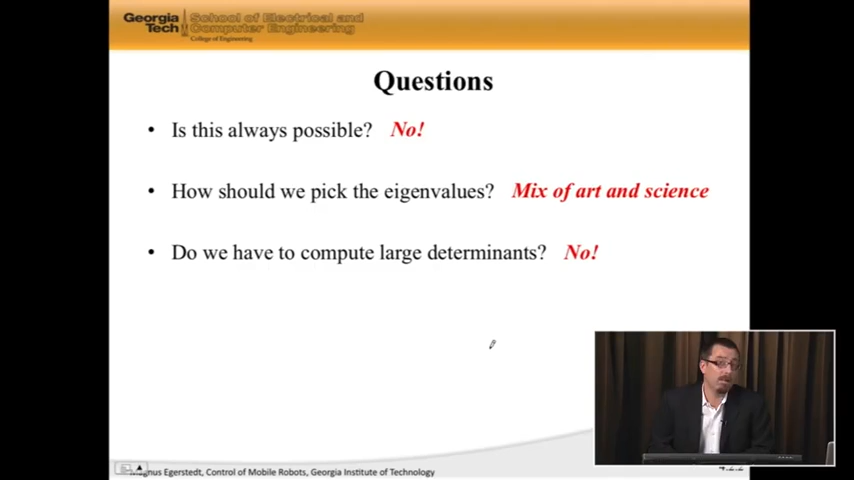 Georgia Tech
School of Electrical and Computer Engineering
College of Engineering
Questions
• Is this always possible? No!
• How should we pick the eigenvalues? Mix of art and science
• Do we have to compute large determinants? No!
Egerstedt, Control of Mobile Robots, Georgia Institute of Technology